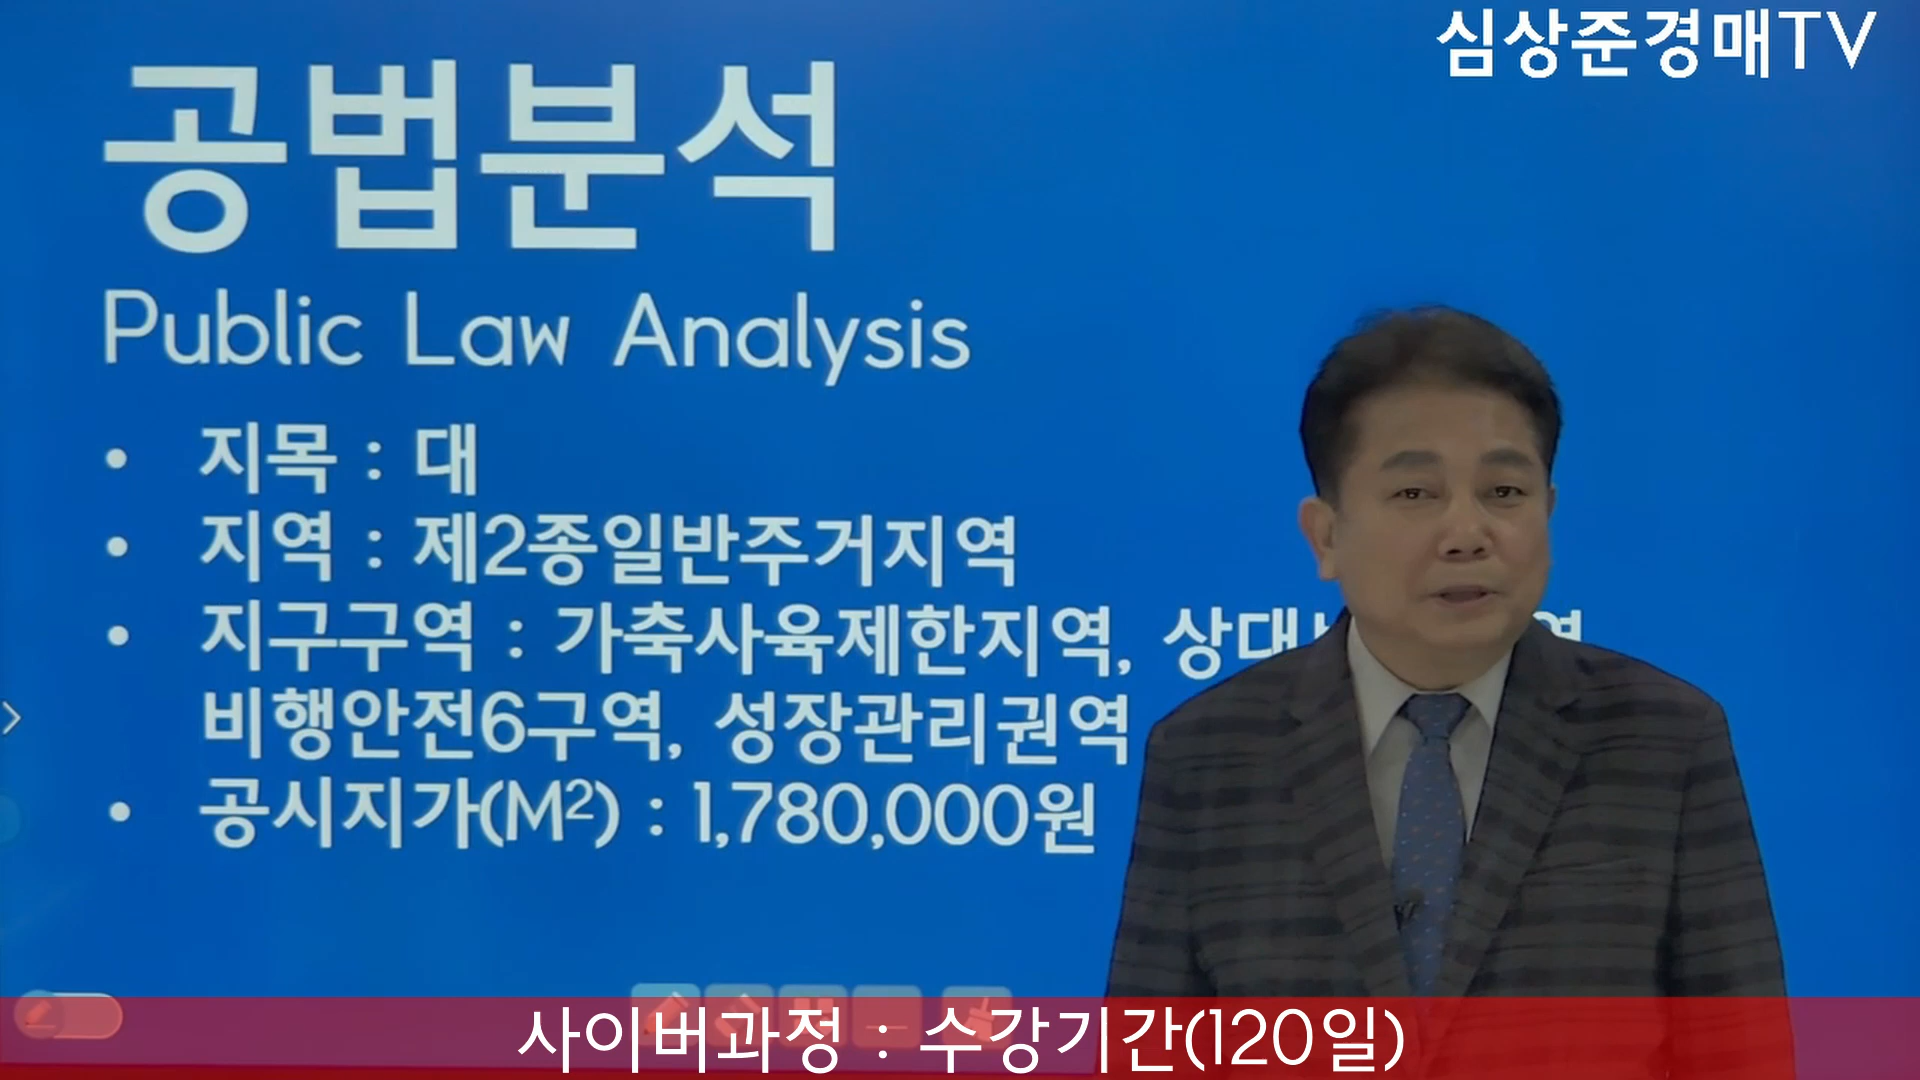 심상준경매TV
공법분석
Public Law Analysis
• 지목 : 대
• 지역 : 제2종일반주거지역
• 지구구역 : 가축사육제한지역,
비행안전6구역, 성장관리권역
• 공시지가(M²) : 1,780,000원
사이버과정 : 수강기간(120일)